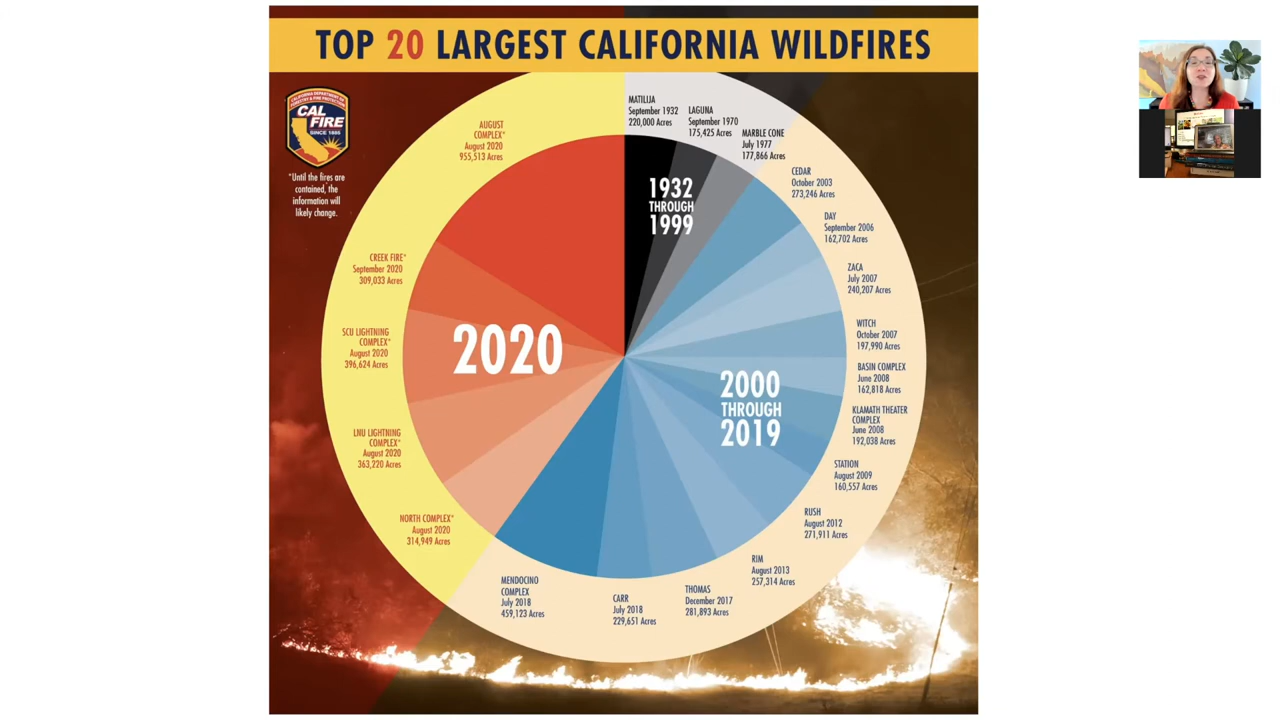 TOP 20 LARGEST CALIFORNIA WILDFIRES
CALIFORNIA DEPARTMENT OF
FORESTRY & FIRE PROTECTION
CAL
FIRE
SINCE 1885
*Until the fires are
contained, the
information will
likely change.
MATILIJA
September 1932
220,000 Acres
LAGUNA
September 1970
175,425 Acres
MARBLE CONE
July 1977
177,866 Acres
1932
THROUGH
1999
CEDAR
October 2003
273,246 Acres
DAY
September 2006
162,702 Acres
ZACA
July 2007
240,207 Acres
WITCH
October 2007
197,990 Acres
BASIN COMPLEX
June 2008
162,818 Acres
KLAMATH THEATER
COMPLEX
June 2008
192,038 Acres
STATION
August 2009
160,557 Acres
RUSH
August 2012
271,911 Acres
RIM
August 2013
257,314 Acres
THOMAS
December 2017
281,893 Acres
CARR
July 2018
229,651 Acres
MENDOCINO
COMPLEX
July 2018
459,123 Acres
2000
THROUGH
2019
NORTH COMPLEX*
August 2020
314,949 Acres
LNU LIGHTNING
COMPLEX*
August 2020
363,220 Acres
SCU LIGHTNING
COMPLEX*
August 2020
396,624 Acres
CREEK FIRE*
September 2020
309,033 Acres
AUGUST
COMPLEX*
August 2020
955,513 Acres
2020